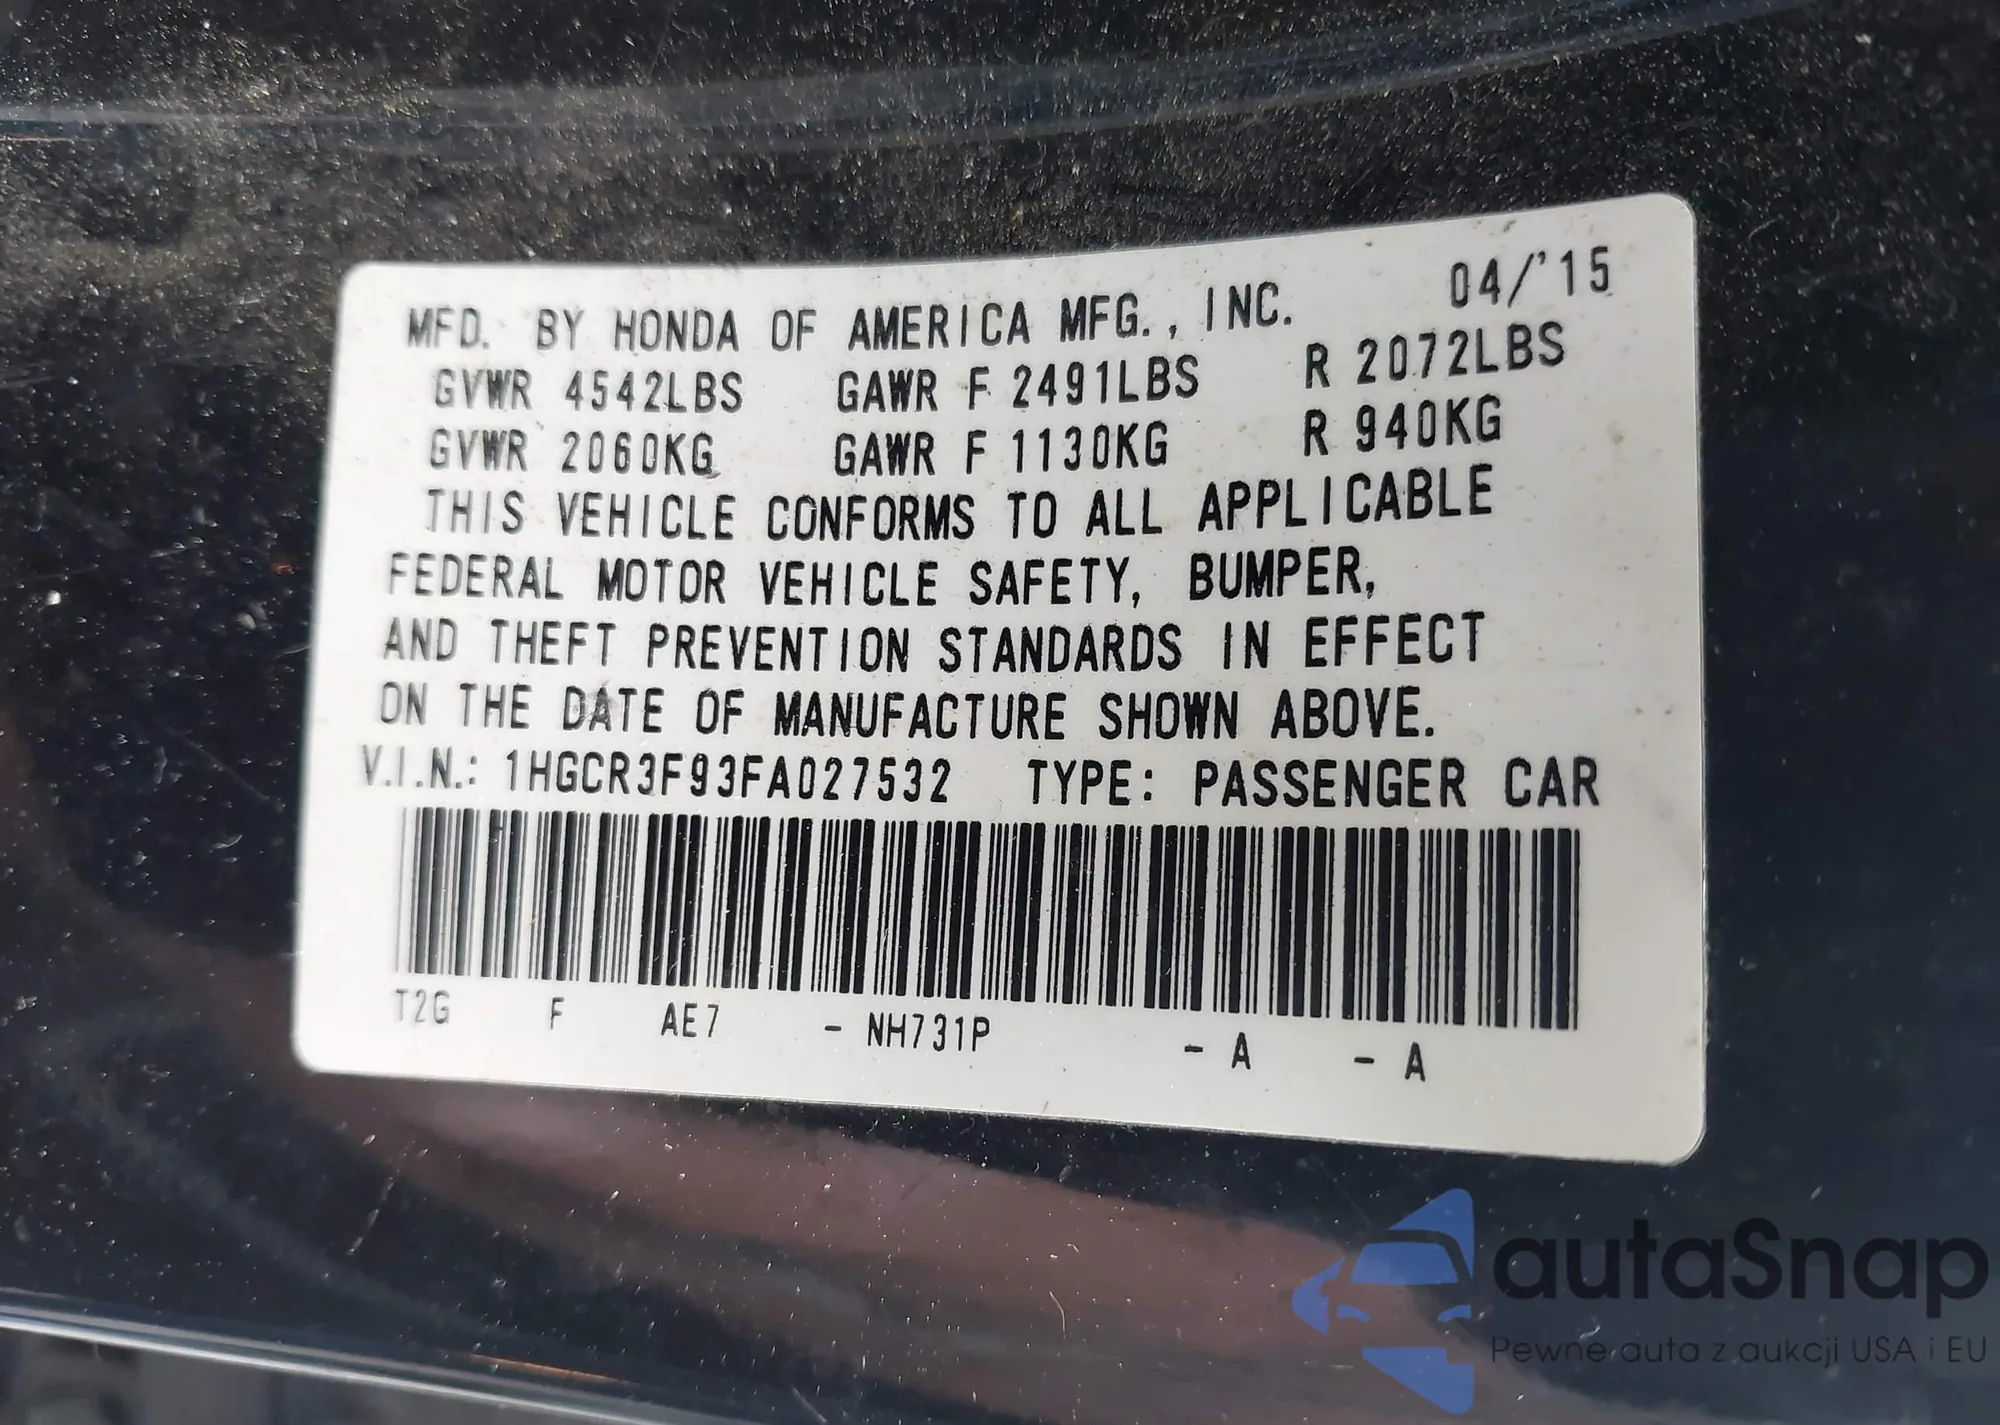 MFD. BY HONDA OF AMERICA MFG., INC. 04/'15
GVWR 4542LBS GAWR F 2491LBS R 2072LBS
GVWR 2060KG GAWR F 1130KG R 940KG
THIS VEHICLE CONFORMS TO ALL APPLICABLE
FEDERAL MOTOR VEHICLE SAFETY, BUMPER,
AND THEFT PREVENTION STANDARDS IN EFFECT
ON THE DATE OF MANUFACTURE SHOWN ABOVE.
V.I.N.: 1HGCR3F93FA027532 TYPE: PASSENGER CAR
T2G F AE7 - NH731P - A - A
autaSnap
Pewne auta z aukcji USA i EU